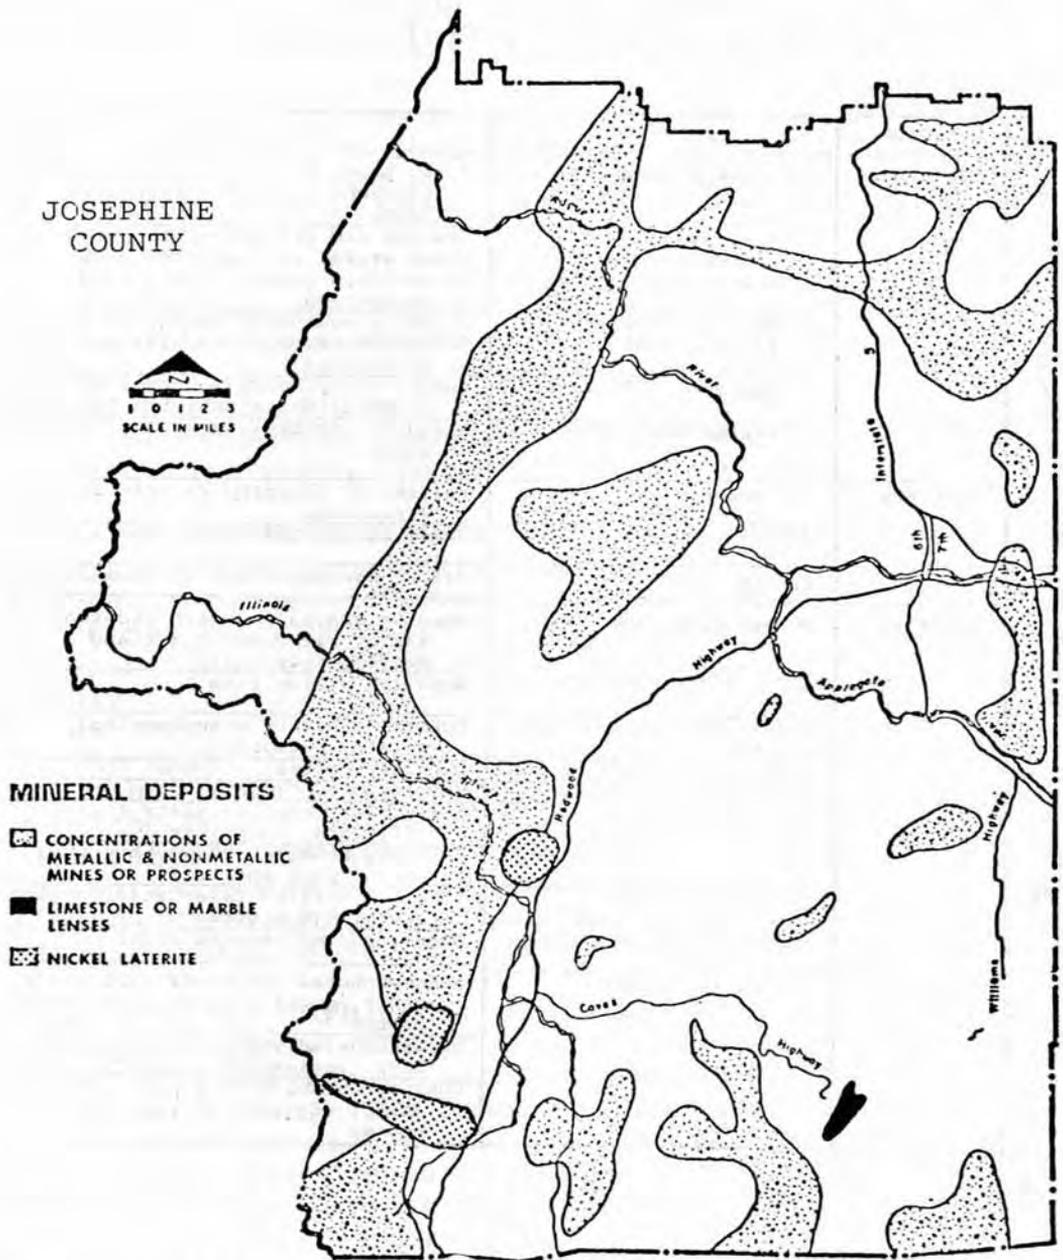 JOSEPHINE
COUNTY
N
1 0 1 2 3
SCALE IN MILES
River
Interstate 5
6th
7th
Illinois
Highway
Applegate
Redwood
MINERAL DEPOSITS
CONCENTRATIONS OF
METALLIC & NONMETALLIC
MINES OR PROSPECTS
LIMESTONE OR MARBLE
LENSES
NICKEL LATERITE
Highway
Williams
Caves
Highway